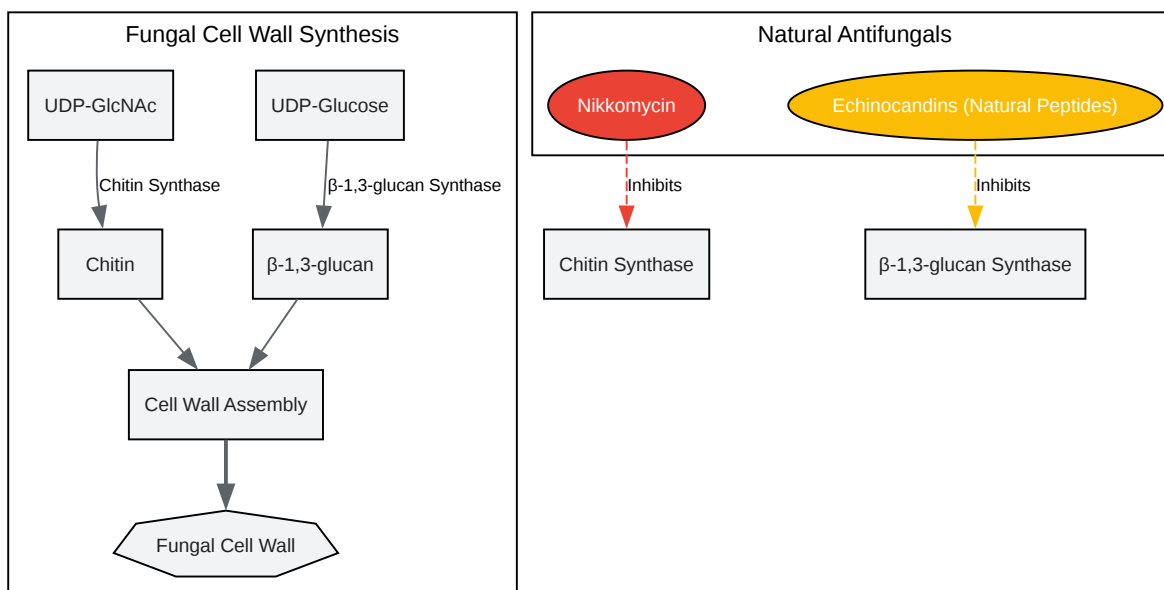 Fungal Cell Wall Synthesis
UDP-GlcNAc
UDP-Glucose
Chitin Synthase
β-1,3-glucan Synthase
Chitin
β-1,3-glucan
Cell Wall Assembly
Fungal Cell Wall
Natural Antifungals
Nikkomycin
Echinocandins (Natural Peptides)
Inhibits
Inhibits
Chitin Synthase
β-1,3-glucan Synthase